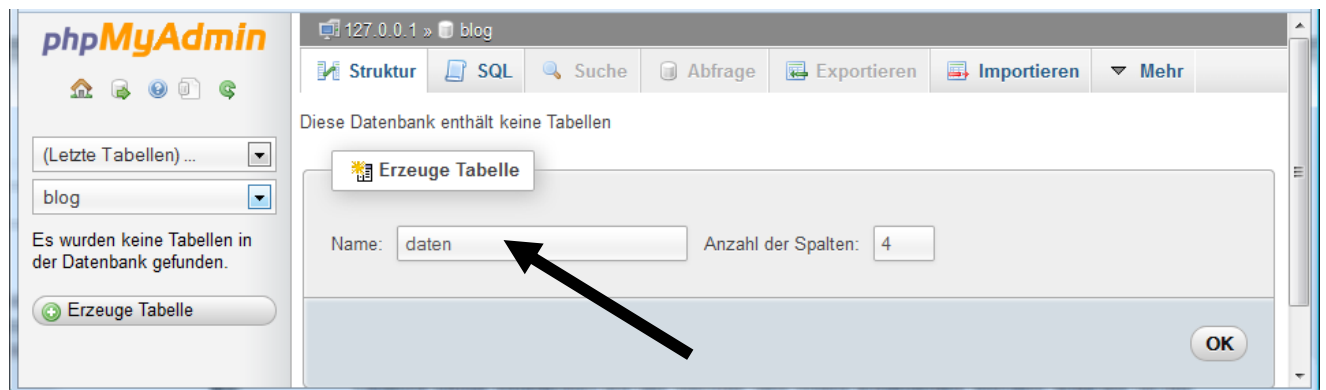 phpMyAdmin
127.0.0.1 » blog
Struktur SQL Suche Abfrage Exportieren Importieren Mehr
Diese Datenbank enthält keine Tabellen
(Letzte Tabellen) ...
blog
Es wurden keine Tabellen in
der Datenbank gefunden.
Erzeuge Tabelle
Erzeuge Tabelle
Name: daten Anzahl der Spalten: 4
OK